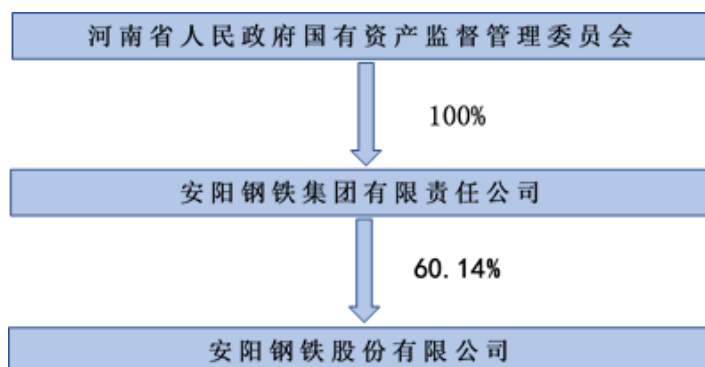 河南省人民政府国有资产监督管理委员会
100%
安阳钢铁集团有限责任公司
60.14%
安阳钢铁股份有限公司